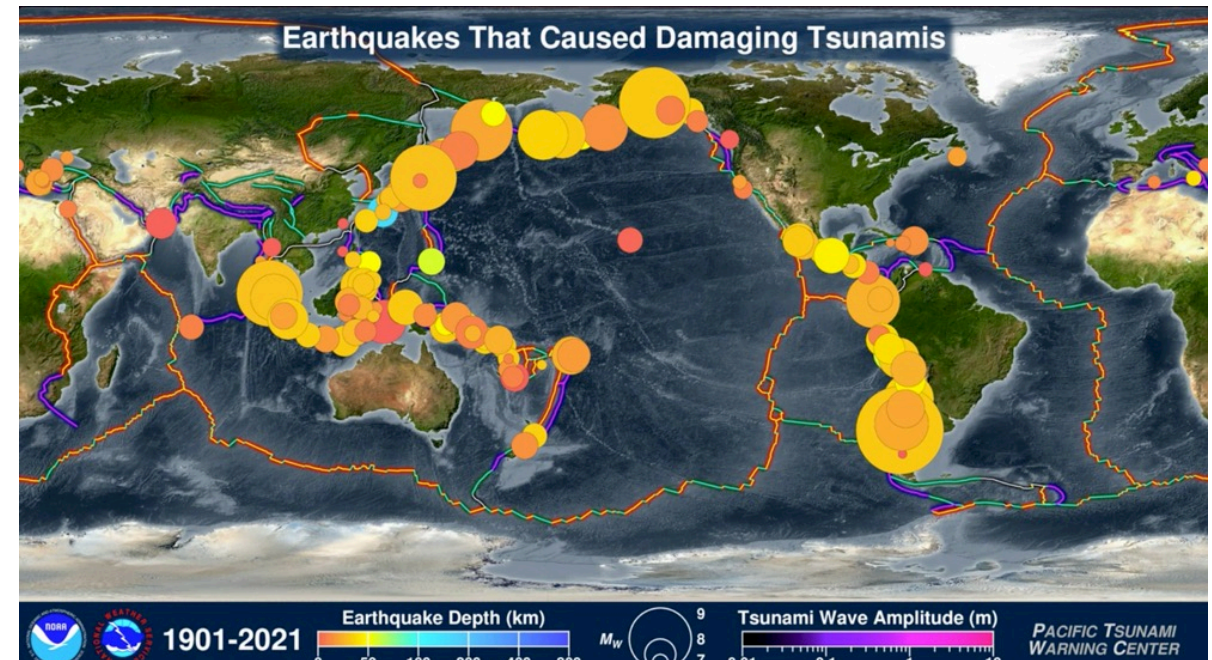 Earthquakes That Caused Damaging Tsunamis
NOAA
1901-2021
Earthquake Depth (km)
Mw
9
8
7
Tsunami Wave Amplitude (m)
PACIFIC TSUNAMI
WARNING CENTER